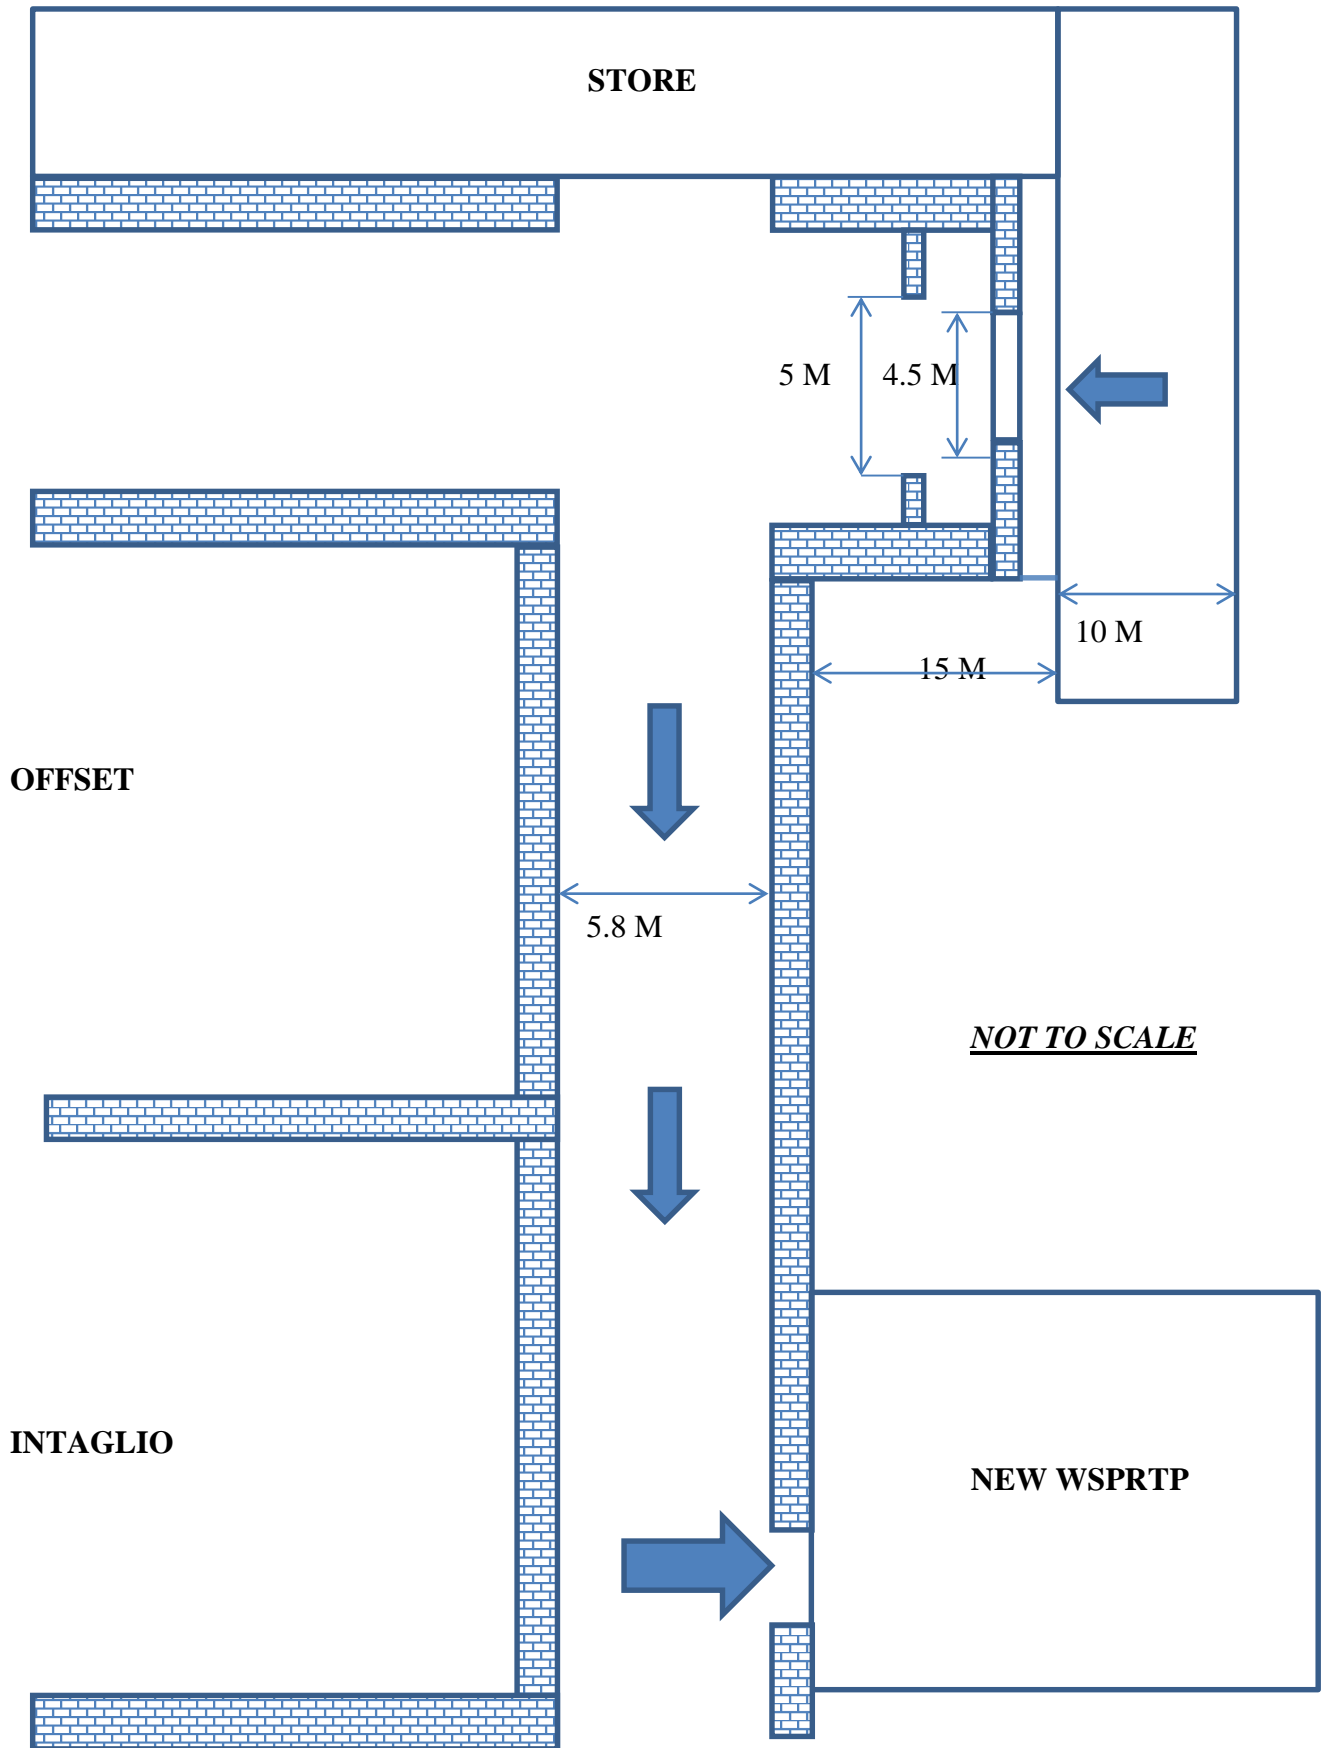 STORE
5 M
4.5 M
10 M
15 M
OFFSET
5.8 M
NOT TO SCALE
INTAGLIO
NEW WSPRTP